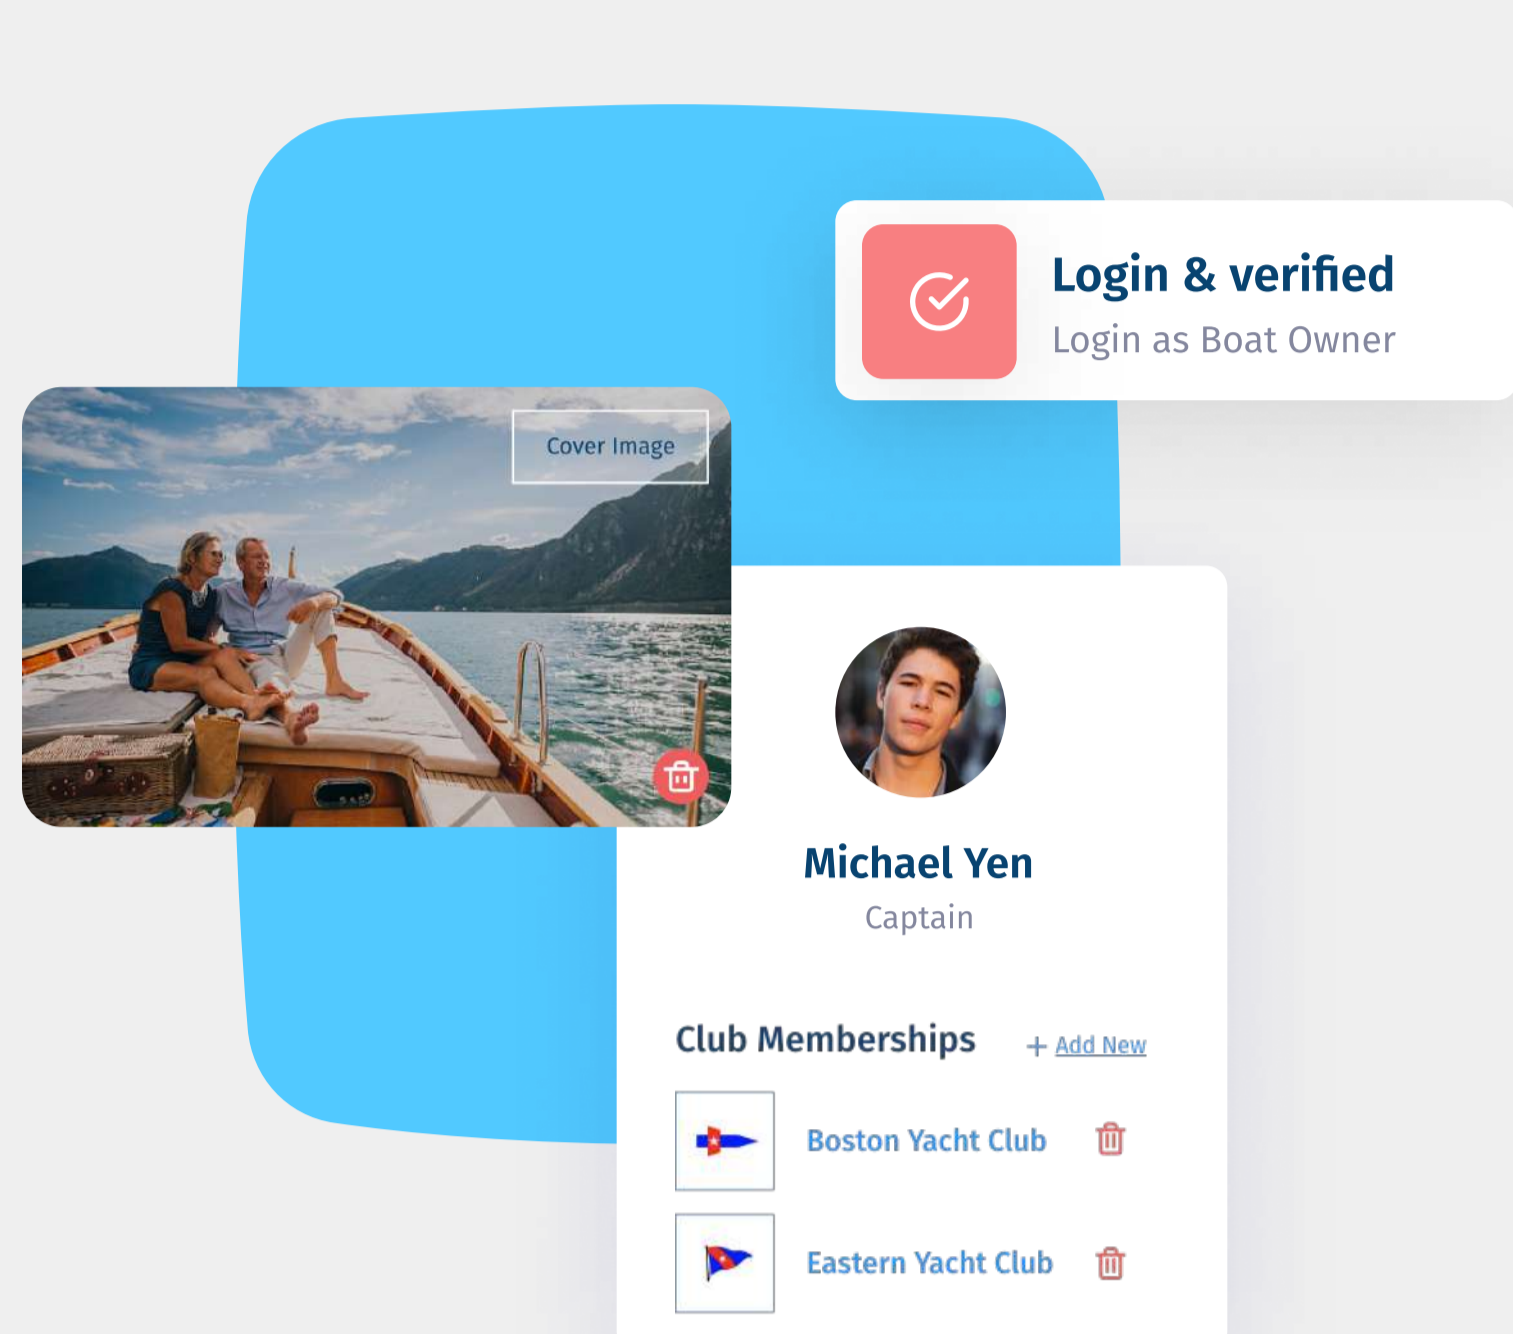 Login & verified
Login as Boat Owner
Cover Image
Michael Yen
Captain
Club Memberships
+ Add New
Boston Yacht Club
Eastern Yacht Club